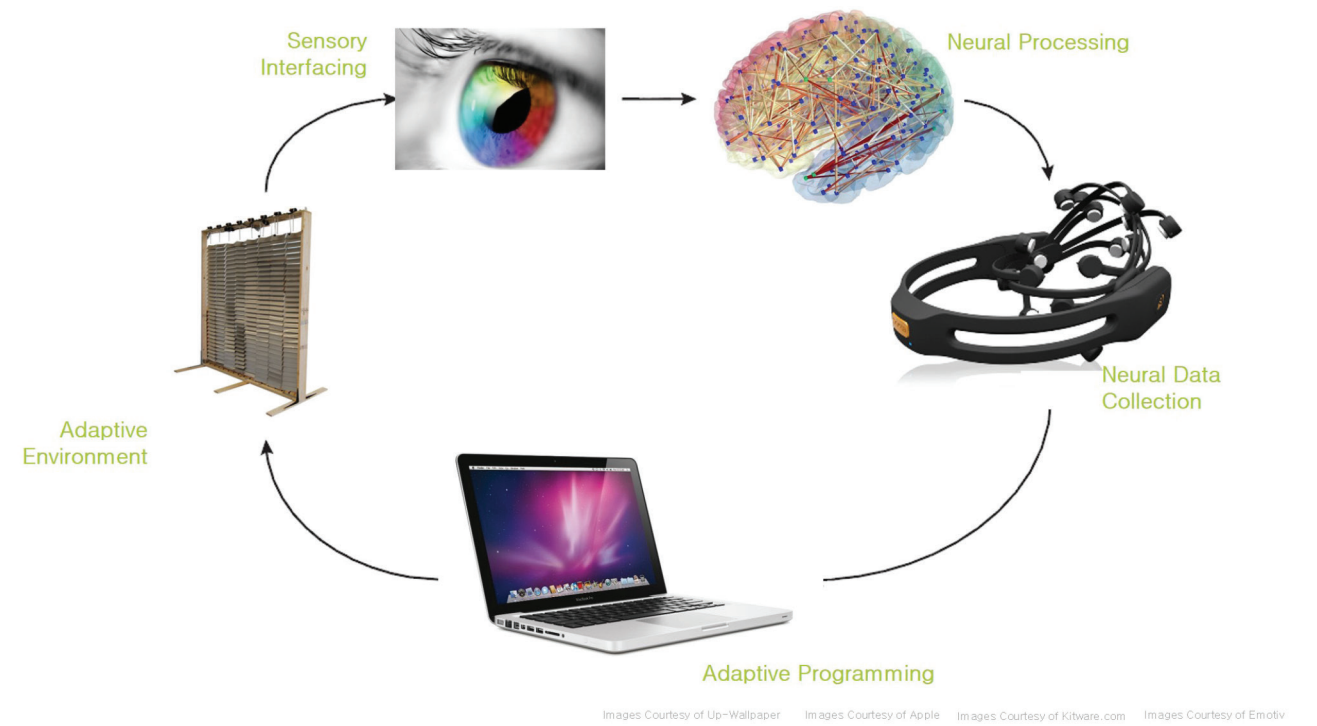 Sensory
Interfacing
Neural Processing
Neural Data
Collection
Adaptive
Environment
Adaptive Programming
Images Courtesy of Up-Wallpaper
Images Courtesy of Apple
Images Courtesy of Kitware.com
Images Courtesy of Emotiv